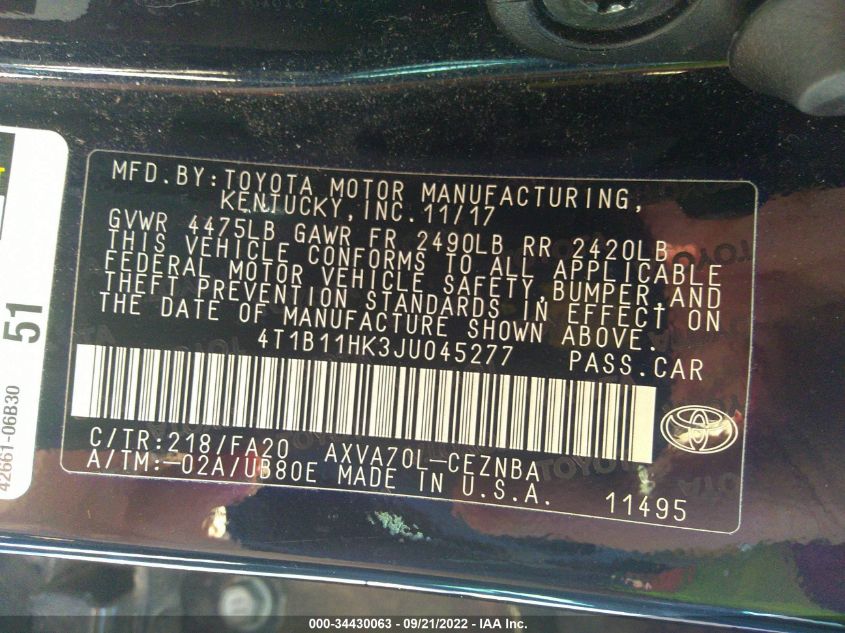 MFD.BY:TOYOTA MOTOR MANUFACTURING,
KENTUCKY,INC.11/17
GVWR 4475LB GAWR FR 2490LB RR 2420LB
THIS VEHICLE CONFORMS TO ALL APPLICABLE
FEDERAL MOTOR VEHICLE SAFETY,BUMPER,AND
THEFT PREVENTION STANDARDS IN EFFECT ON
THE DATE OF MANUFACTURE SHOWN ABOVE.
4T1B11HK3JU045277 PASS.CAR
C/TR:218/FA20 AXVA70L-CEZNBA
A/TM:-02A/UB80E MADE IN U.S.A.
11495
51
42661-06B30
000-34430063 - 09/21/2022 - IAA Inc.